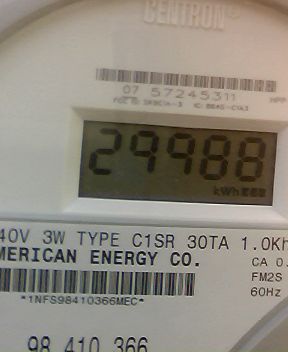 CENTRON®
07 57245311
29988
kWh
40V 3W TYPE C1SR 30TA 1.0Kh
MERICAN ENERGY CO.
CA 0.
FM2S
60Hz
*1NFS98410366MEC*
98 410 366